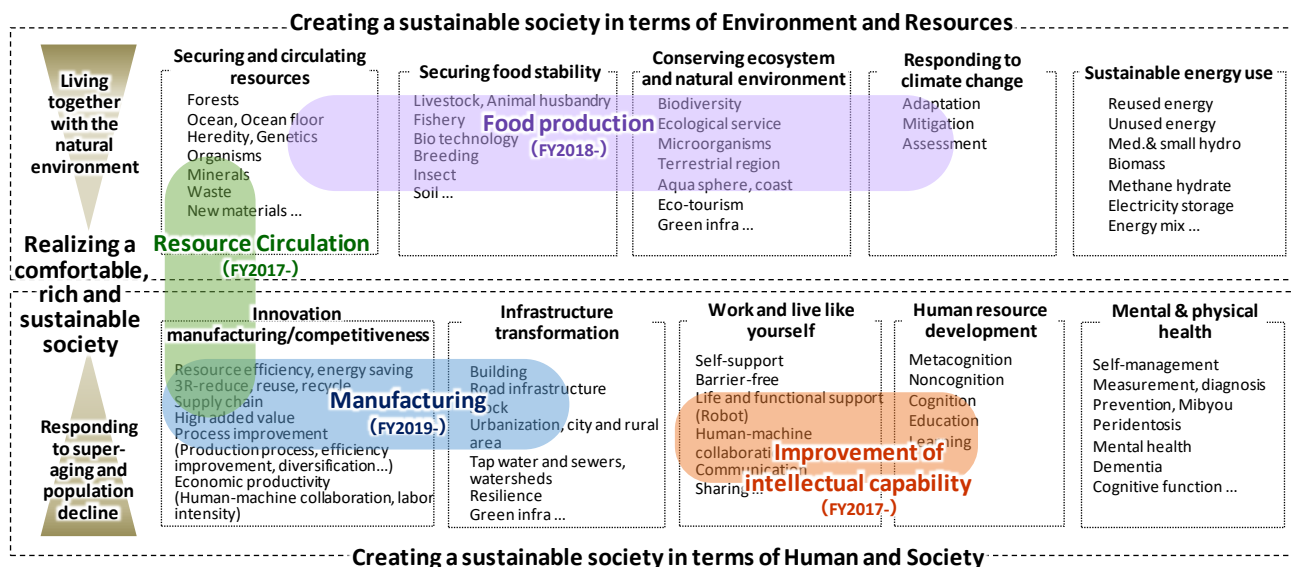 Creating a sustainable society in terms of Environment and Resources
Living
together
with the
natural
environment
Realizing a
comfortable,
rich and
sustainable
society
Responding
to super-
aging and
population
decline
Securing and circulating
resources
Forests
Ocean, Ocean floor
Heredity, Genetics
Organisms
Minerals
Waste
New materials ...
Securing food stability
Livestock, Animal husbandry
Fishery
Bio technology
Breeding
Insect
Soil ...
Conserving ecosystem
and natural environment
Biodiversity
Ecological service
Microorganisms
Terrestrial region
Aqua sphere, coast
Eco-tourism
Green infra ...
Responding to
climate change
Adaptation
Mitigation
Assessment
Sustainable energy use
Reused energy
Unused energy
Med.& small hydro
Biomass
Methane hydrate
Electricity storage
Energy mix ...
Food production
(FY2018-)
Resource Circulation
(FY2017-)
Innovation
manufacturing/competitiveness
Resource efficiency, energy saving
3R-reduce, reuse, recycle
Supply chain
High added value
Process improvement
(Production process, efficiency
improvement, diversification...)
Economic productivity
(Human-machine collaboration, labor
intensity)
Infrastructure
transformation
Building
Road infrastructure
Urbanization, city and rural
area
Tap water and sewers,
watersheds
Resilience
Green infra ...
Manufacturing
(FY2019-)
Work and live like
yourself
Self-support
Barrier-free
Life and functional support
(Robot)
Human-machine
collaboration
Communication
Sharing ...
Human resource
development
Metacognition
Noncognition
Cognition
Education
Learning
Improvement of
intellectual capability
(FY2017-)
Mental & physical
health
Self-management
Measurement, diagnosis
Prevention, Mibyou
Peridentosis
Mental health
Dementia
Cognitive function ...
Creating a sustainable society in terms of Human and Society